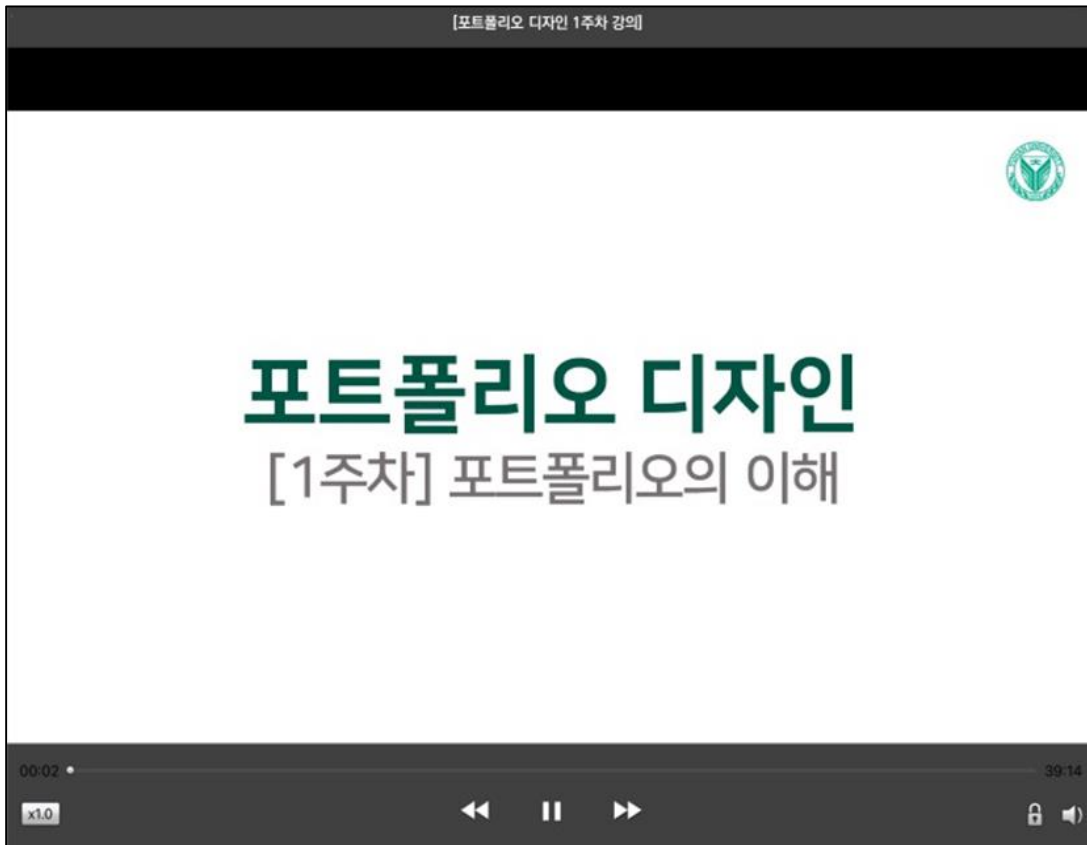 [포트폴리오 디자인 1주차 강의]
포트폴리오 디자인
[1주차] 포트폴리오의 이해
00:02
39:14
x1.0